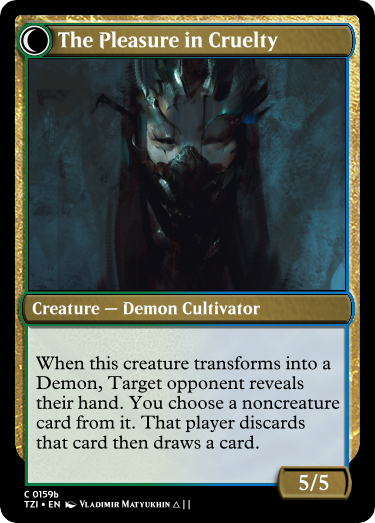 The Pleasure in Cruelty
Creature — Demon Cultivator
When this creature transforms into a
Demon, Target opponent reveals
their hand. You choose a noncreature
card from it. That player discards
that card then draws a card.
5/5
C 0159b
TZI • EN Vladimir Matyukhin △ ||